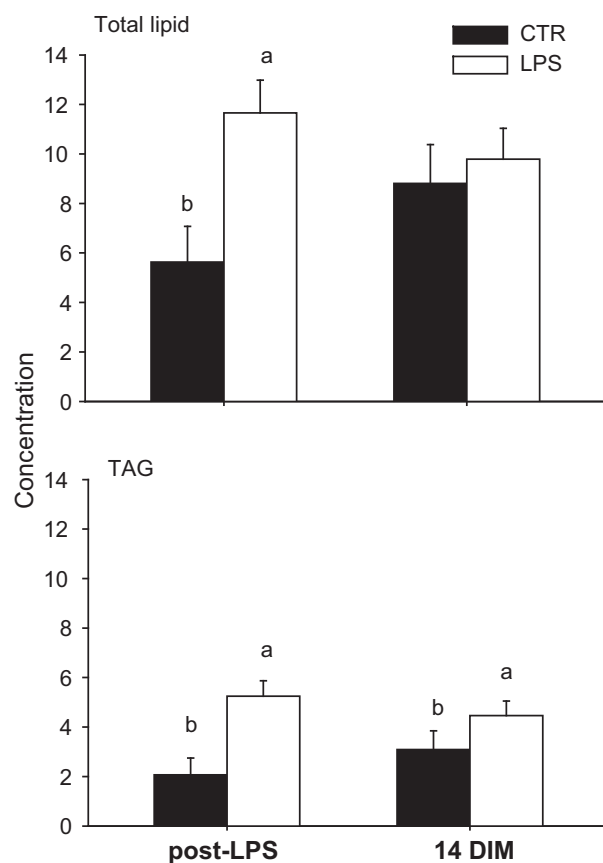 Total lipid
CTR
LPS
14
12
10
8
6
4
2
0
a
b
Concentration
TAG
14
12
10
8
6
4
2
0
b
a
b
a
post-LPS 14 DIM